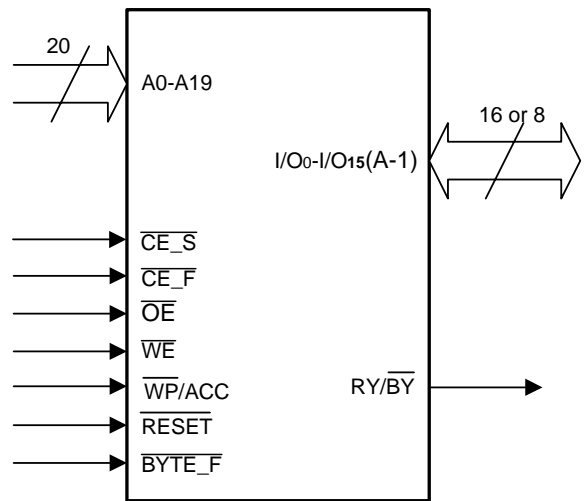 20
A0-A19
16 or 8
I/O0-I/O15(A-1)
CE_S
CE_F
OE
WE
WP/ACC
RY/BY
RESET
BYTE_F